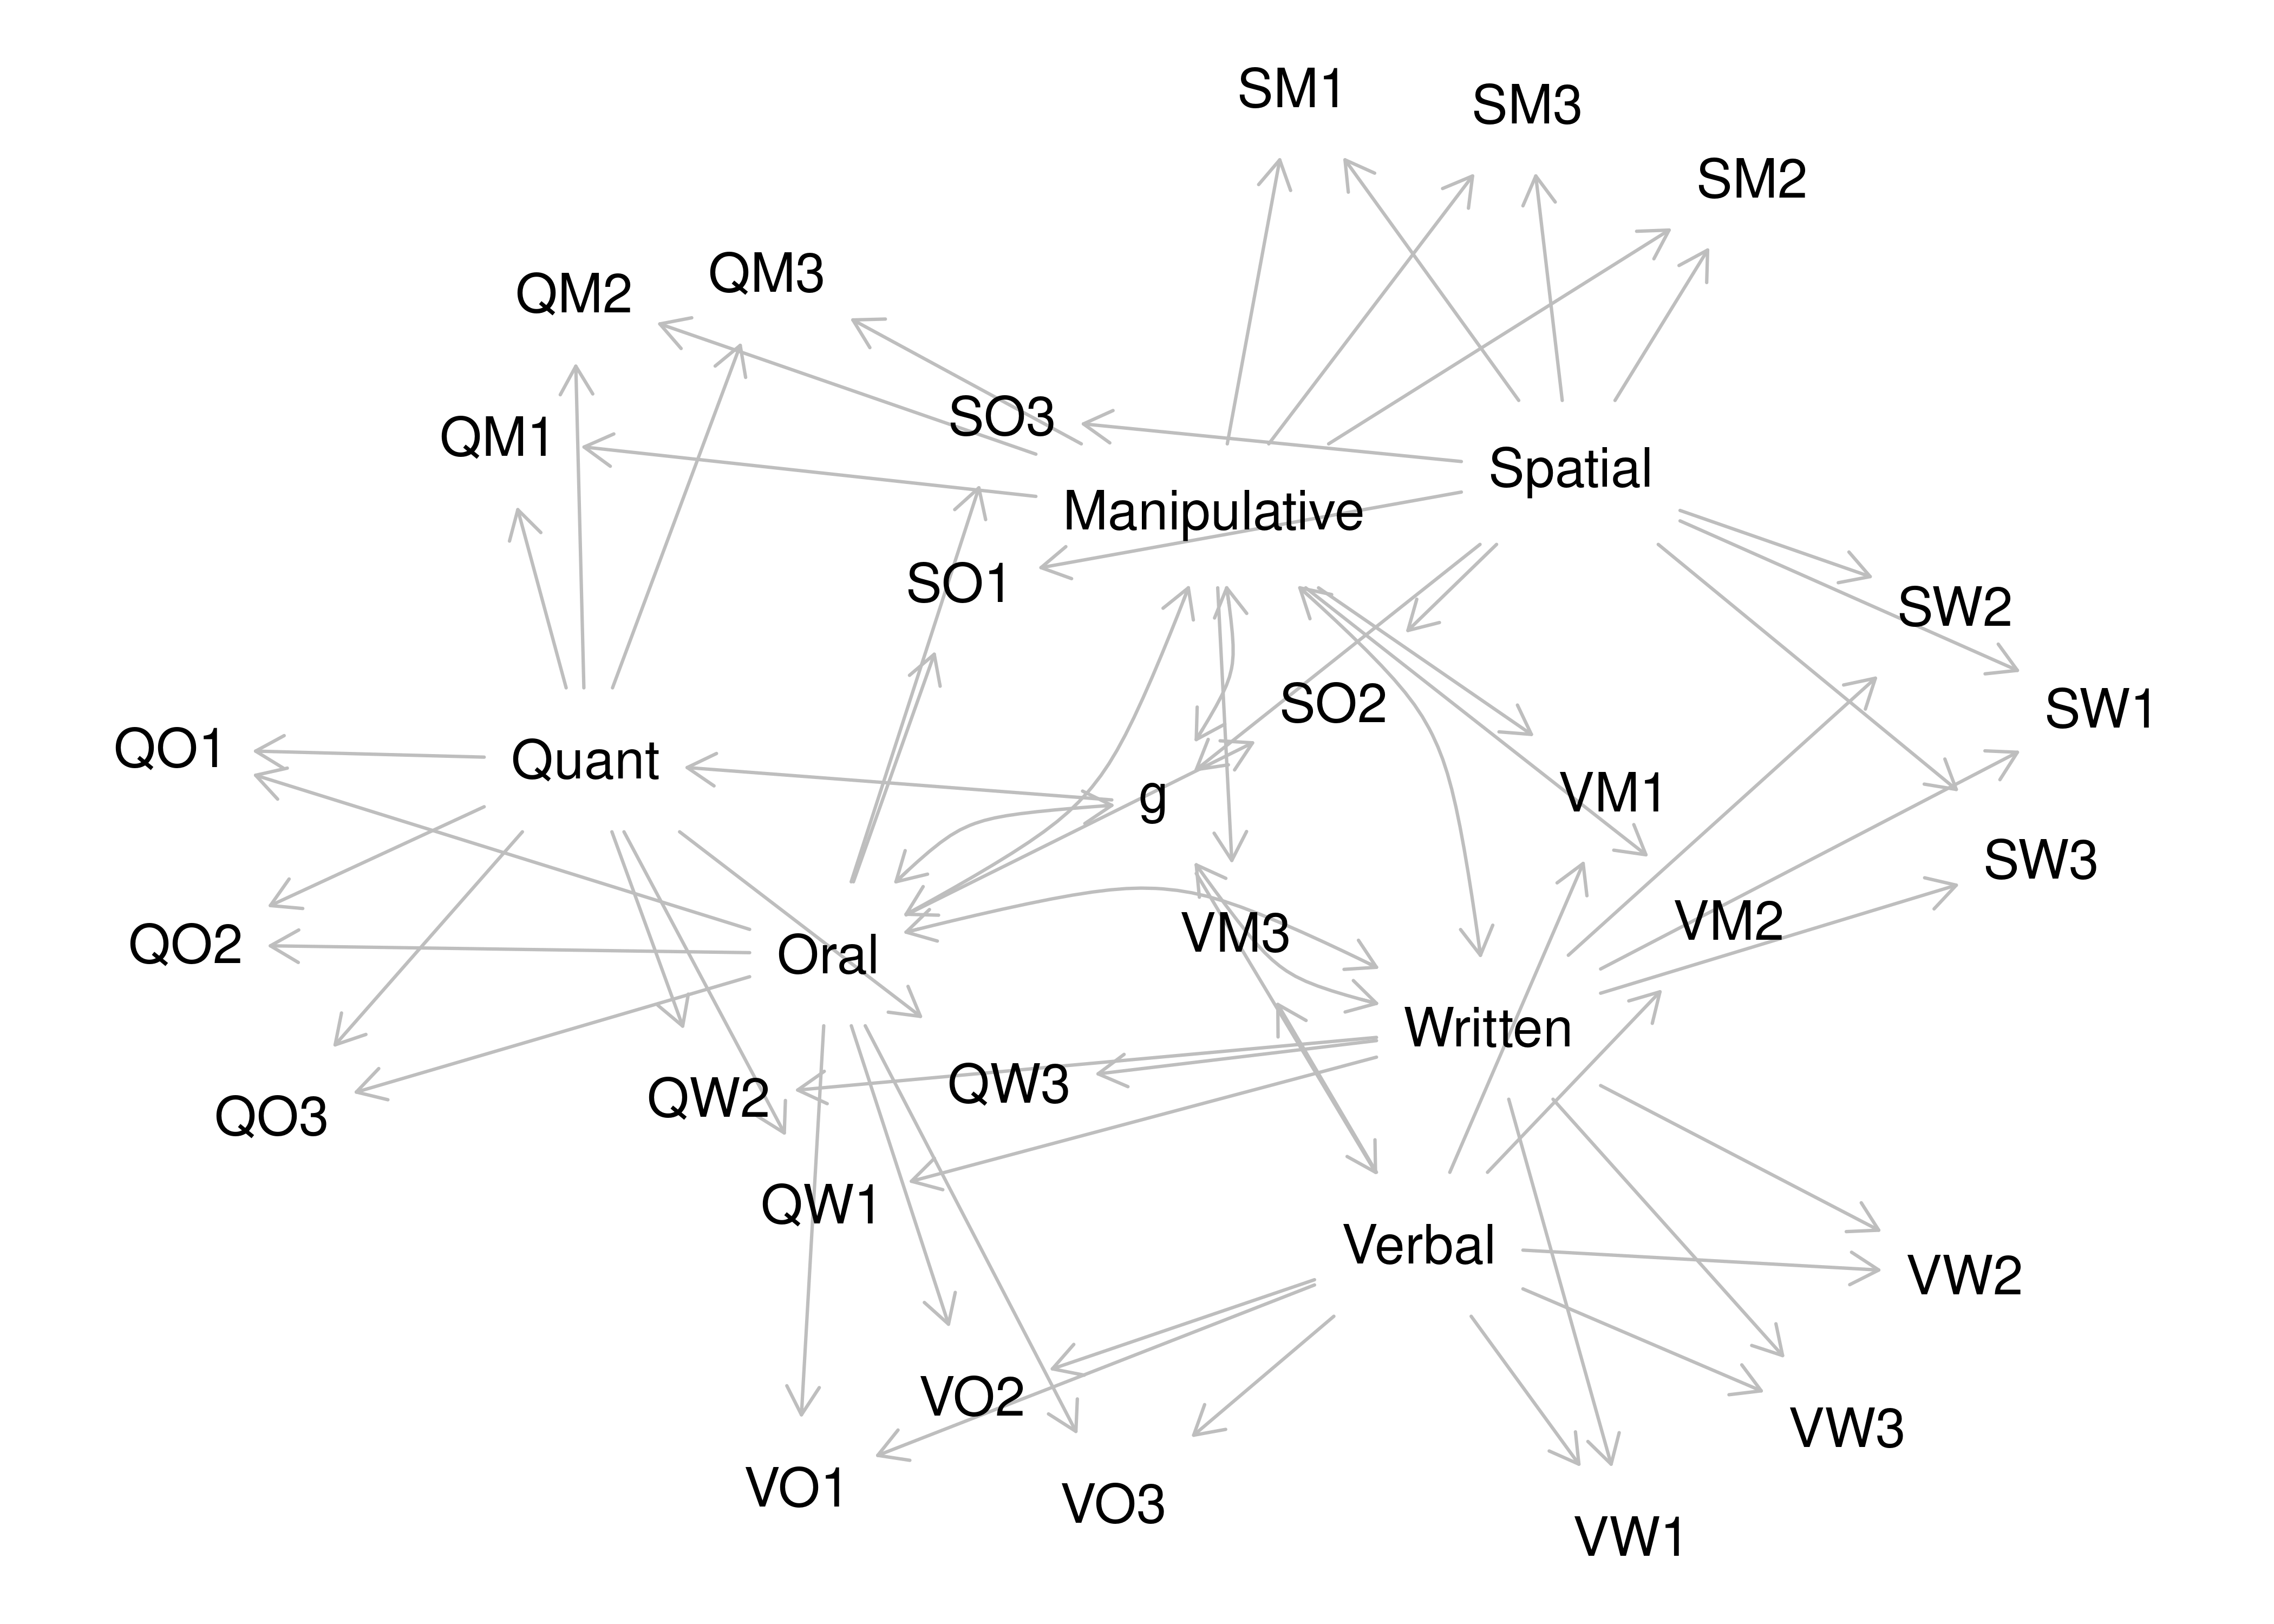 SM1
SM3
SM2
QM3
QM2
SO3
QM1
Spatial
Manipulative
SO1
SW2
SO2
SW1
QO1
Quant
VM1
g
SW3
VM2
VM3
QO2
Oral
Written
QW3
QW2
QO3
QW1
Verbal
VW2
VO2
VW3
VO1
VO3
VW1